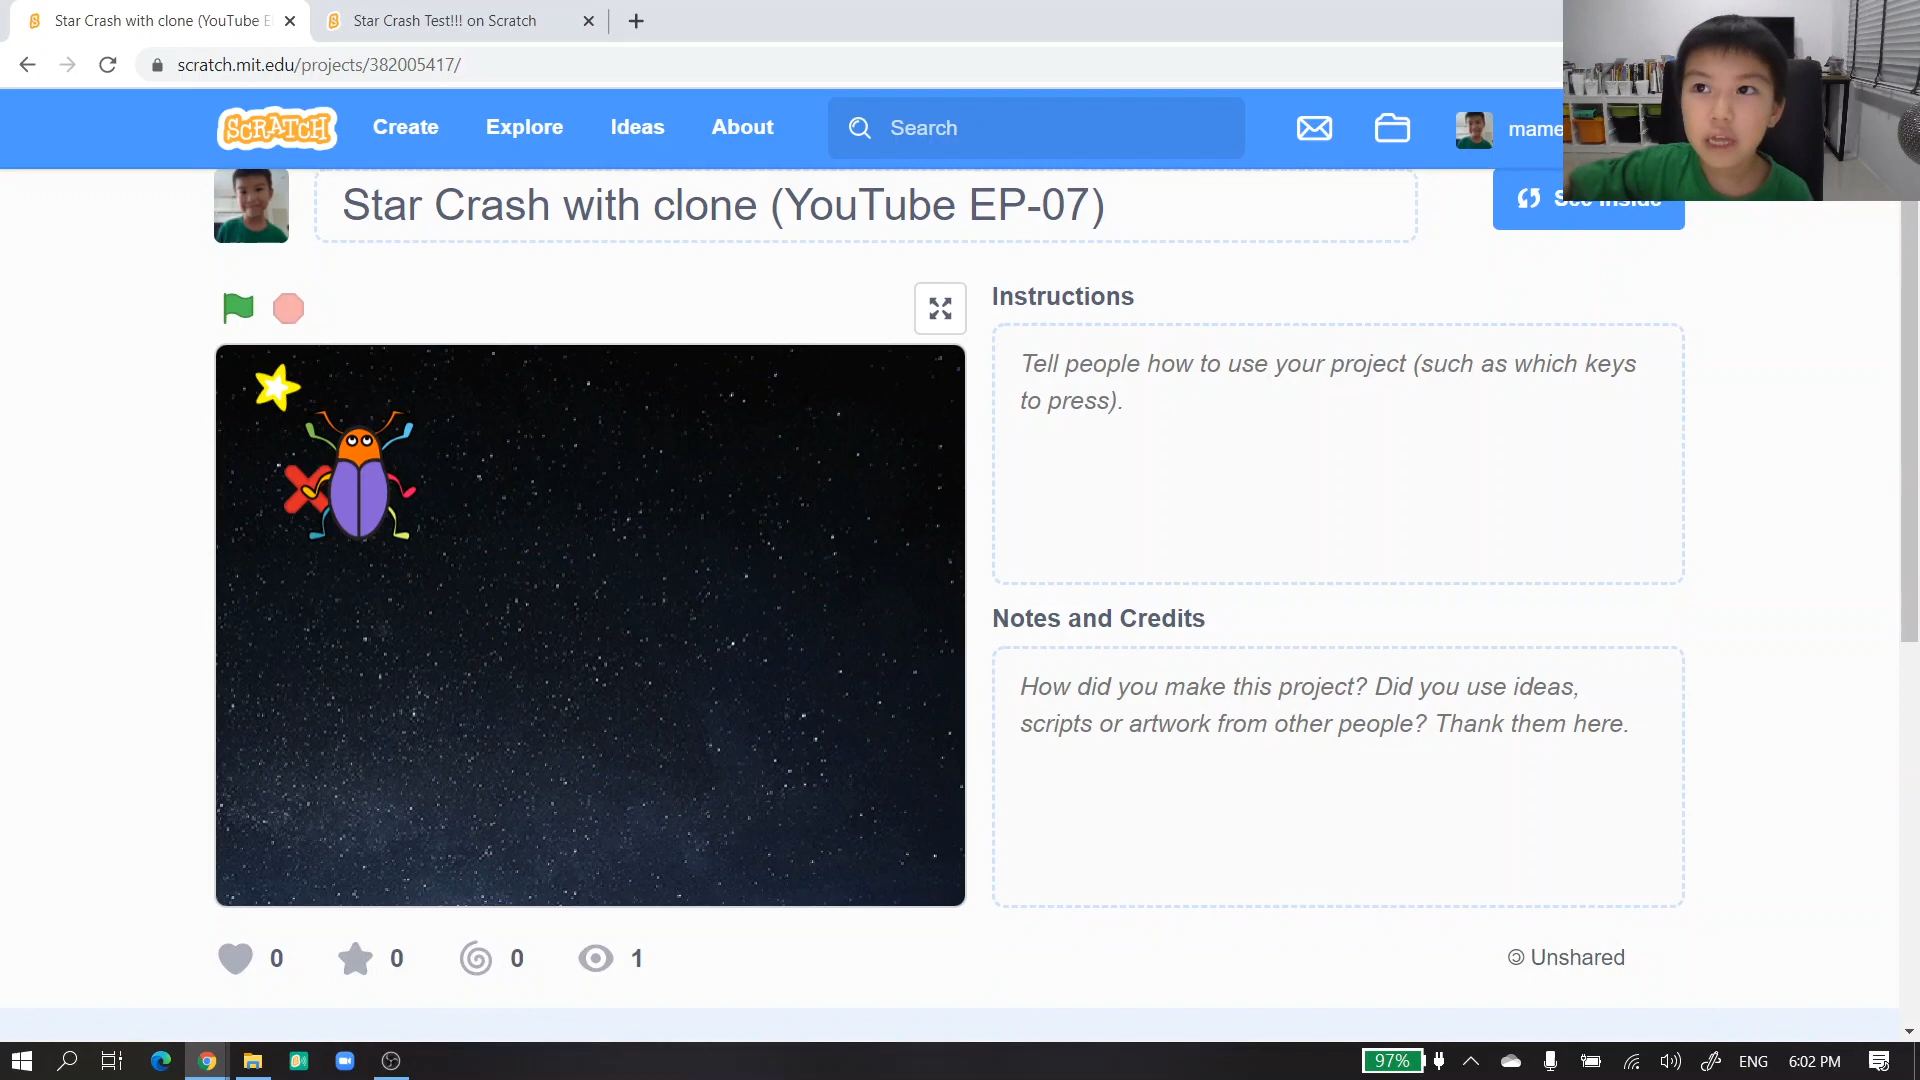 Star Crash with clone (YouTube E
Star Crash Test!!! on Scratch
scratch.mit.edu/projects/382005417/
SCRATCH
Create
Explore
Ideas
About
Search
mame
Star Crash with clone (YouTube EP-07)
See inside
Instructions
Tell people how to use your project (such as which keys
to press).
Notes and Credits
How did you make this project? Did you use ideas,
scripts or artwork from other people? Thank them here.
0
0
0
1
Unshared
97%
ENG
6:02 PM